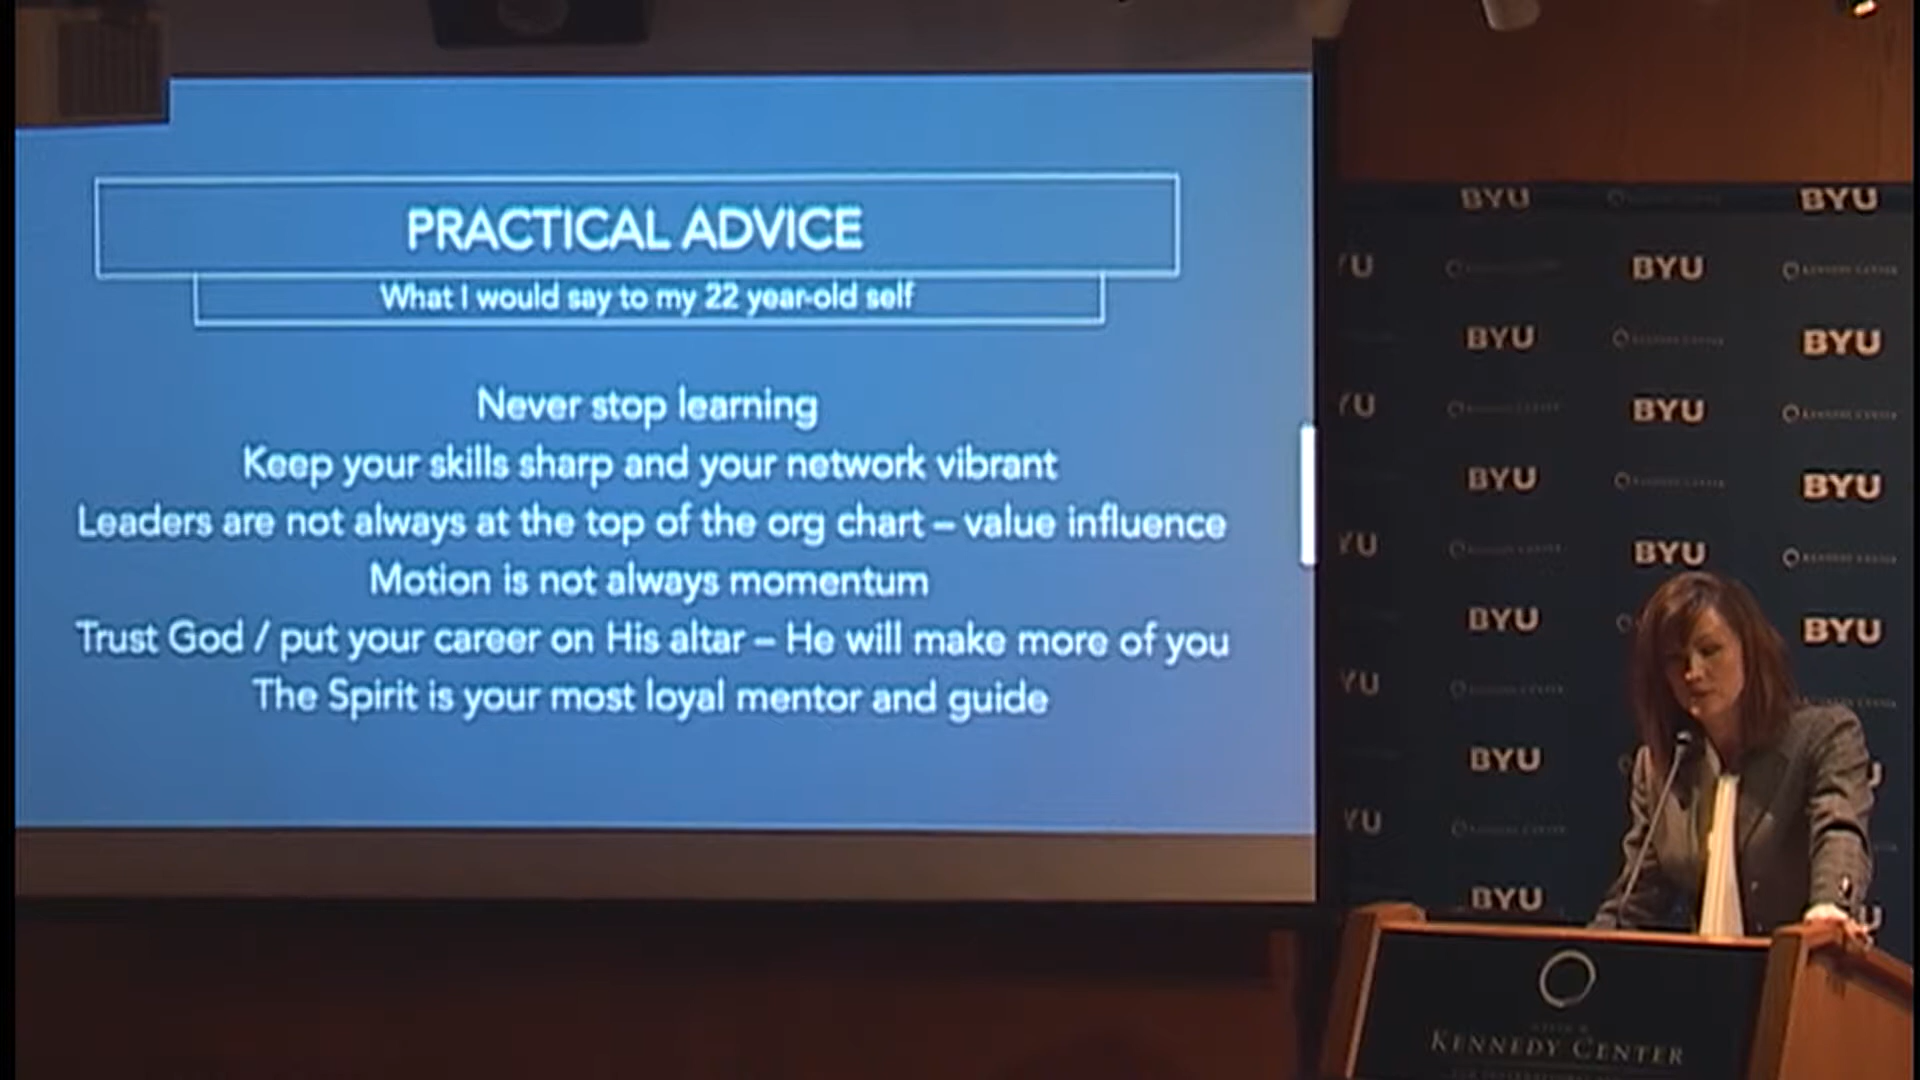 PRACTICAL ADVICE
What I would say to my 22 year-old self
Never stop learning
Keep your skills sharp and your network vibrant
Leaders are not always at the top of the org chart – value influence
Motion is not always momentum
Trust God / put your career on His altar – He will make more of you
The Spirit is your most loyal mentor and guide
BYU
BYU
YU
BYU
BYU
BYU
YU
BYU
BYU
BYU
YU
BYU
BYU
BYU
YU
BYU
YU
BYU
KENNEDY CENTER